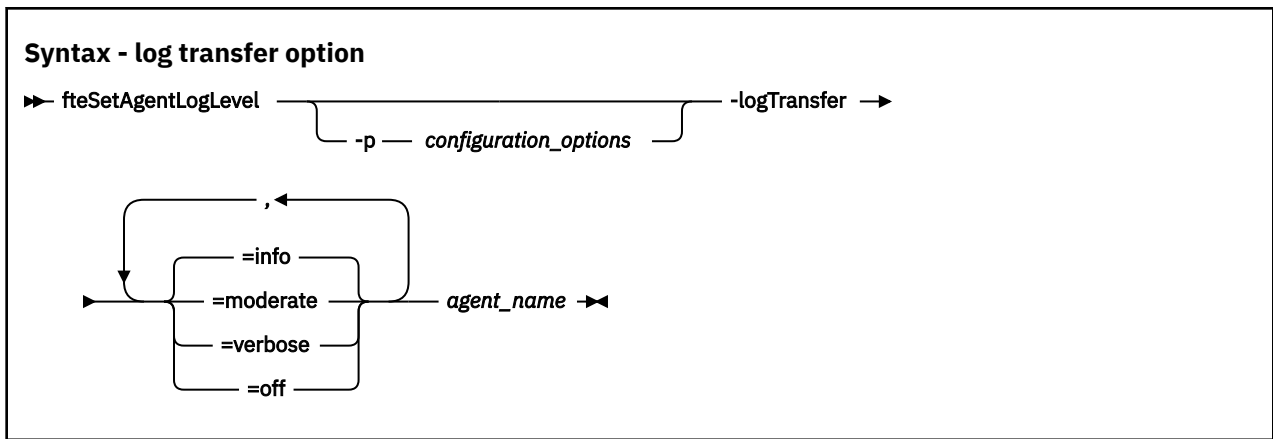 Syntax - log transfer option
fteSetAgentLogLevel -logTransfer
-p configuration_options
,
=info
=moderate agent_name
=verbose
=off